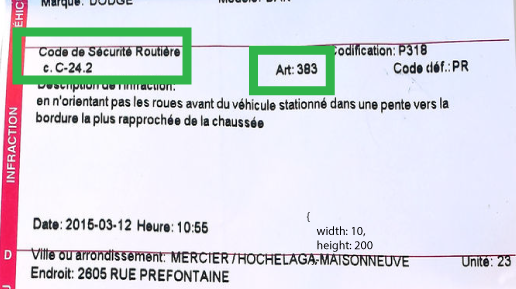 Marque: DODGE
Code de Sécurité Routière
c. C-24.2
Art: 383
Codification: P318
Code déf.: PR
Description de l'infraction:
en n'orientant pas les roues avant du véhicule stationné dans une pente vers la
bordure la plus rapprochée de la chaussée
INFRACTION
Date: 2015-03-12 Heure: 10:55
{
width: 10,
height: 200
D
Ville ou arrondissement: MERCIER/HOCHELAGA-MAISONNEUVE
Unité: 23
Endroit: 2605 RUE PREFONTAINE